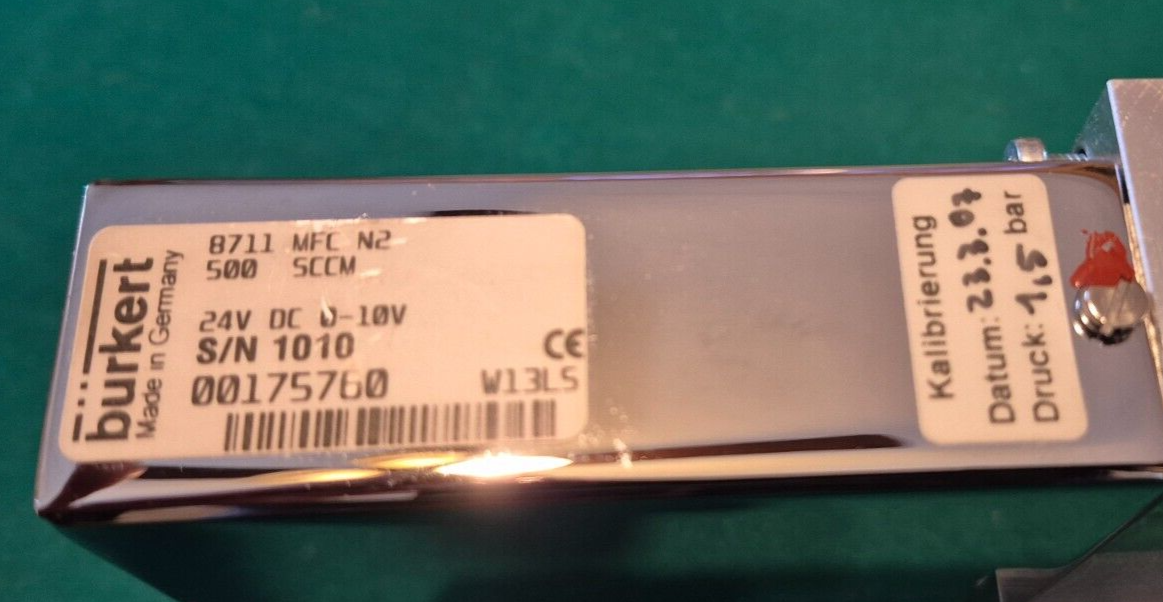 bürkert
Made in Germany
8711 MFC N2
500 SCCM
24V DC 0-10V
S/N 1010
CE
00175760
W13LS
Kalibrierung
Datum: 23.3.07
Druck: 1,5 bar